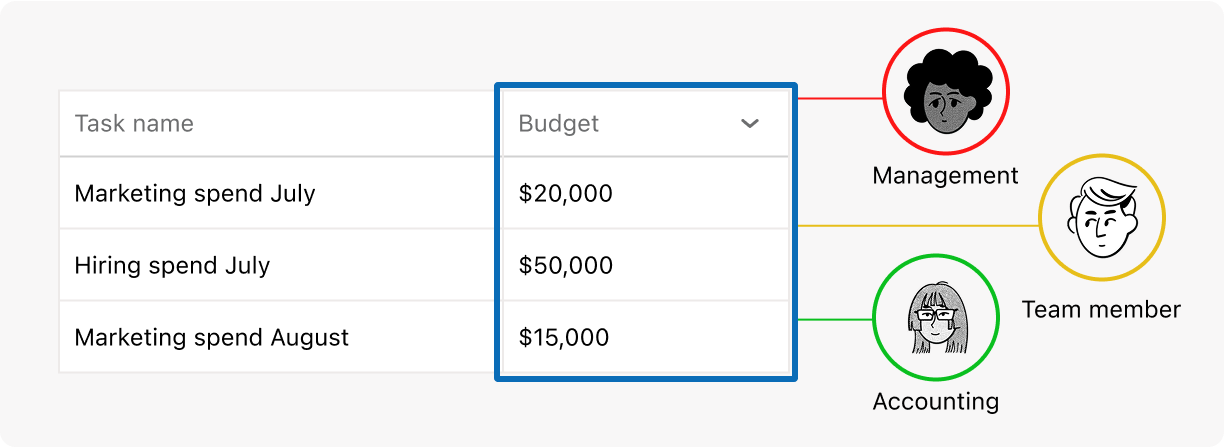 Task name Budget
Marketing spend July $20,000
Hiring spend July $50,000
Marketing spend August $15,000
Management
Team member
Accounting